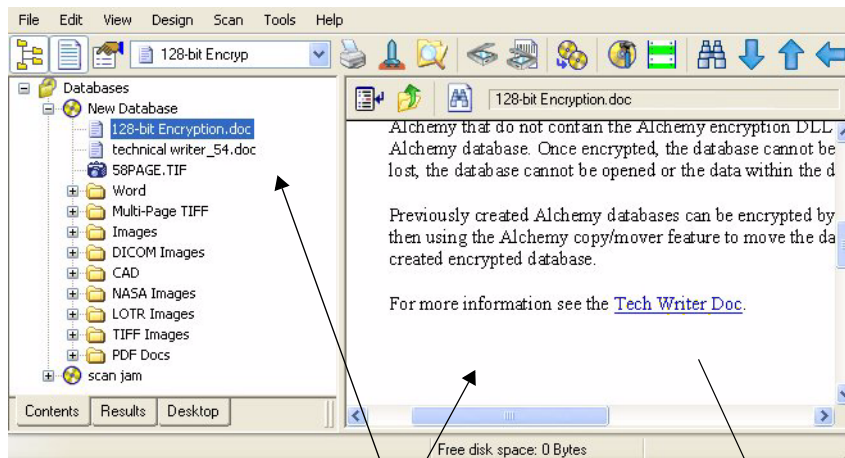 File Edit View Design Scan Tools Help
128-bit Encryp
Databases
New Database
128-bit Encryption.doc
technical writer_54.doc
58PAGE.TIF
Word
Multi-Page TIFF
Images
DICOM Images
CAD
NASA Images
LOTR Images
TIFF Images
PDF Docs
scan jam
Contents Results Desktop
128-bit Encryption.doc
Alchemy that do not contain the Alchemy encryption DLL
Alchemy database. Once encrypted, the database cannot be
lost, the database cannot be opened or the data within the d
Previously created Alchemy databases can be encrypted by
then using the Alchemy copy/mover feature to move the da
created encrypted database.
For more information see the Tech Writer Doc.
Free disk space: 0 Bytes